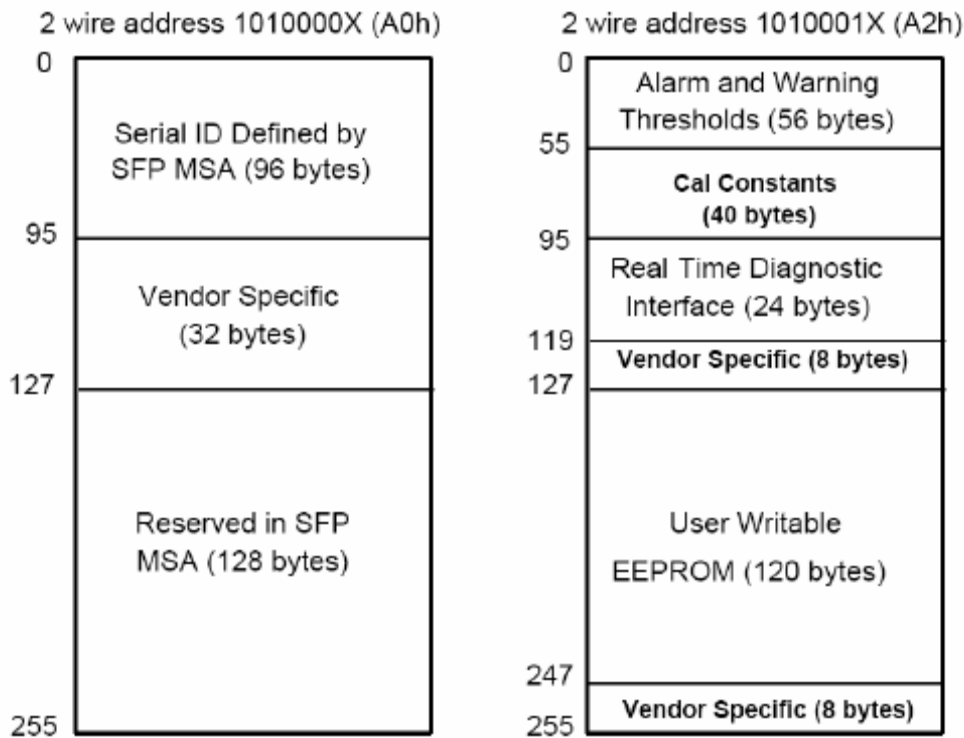 2 wire address 1010000X (A0h)
0
Serial ID Defined by
SFP MSA (96 bytes)
95
Vendor Specific
(32 bytes)
127
Reserved in SFP
MSA (128 bytes)
255
2 wire address 1010001X (A2h)
0
Alarm and Warning
Thresholds (56 bytes)
55
Cal Constants
(40 bytes)
95
Real Time Diagnostic
Interface (24 bytes)
119
Vendor Specific (8 bytes)
127
User Writable
EEPROM (120 bytes)
247
Vendor Specific (8 bytes)
255